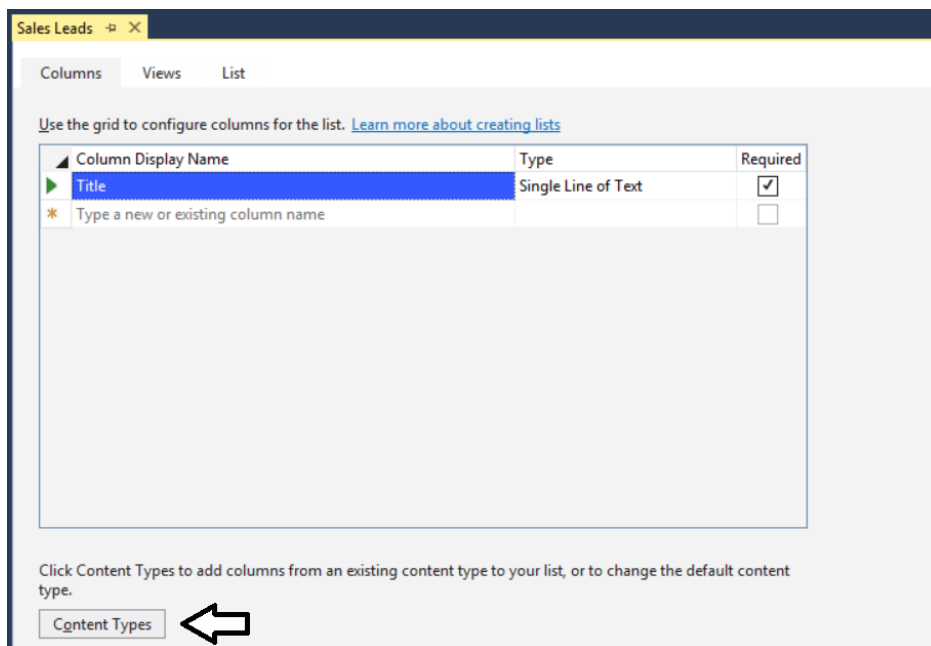 Sales Leads
Columns Views List
Use the grid to configure columns for the list. Learn more about creating lists
Column Display Name Type Required
Title Single Line of Text
Type a new or existing column name
Click Content Types to add columns from an existing content type to your list, or to change the default content
type.
Content Types